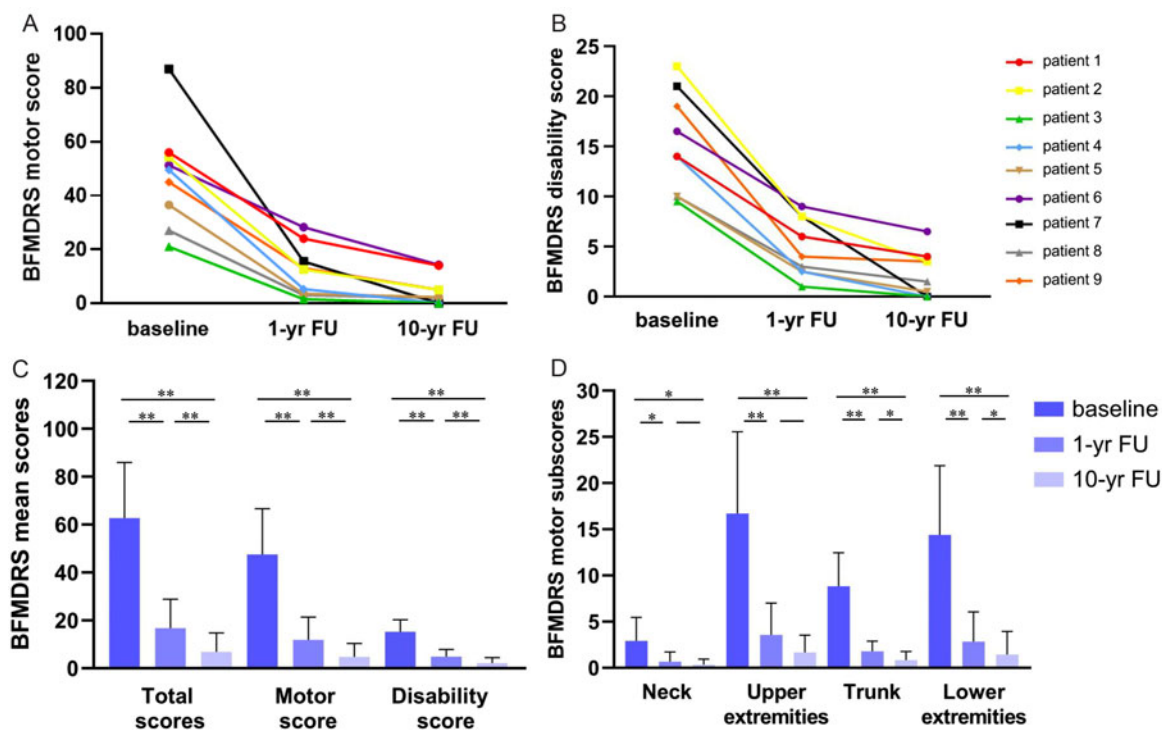 A
BFMDRS motor score
100
80
60
40
20
0
baseline 1-yr FU 10-yr FU
B
BFMDRS disability score
25
20
15
10
5
0
baseline 1-yr FU 10-yr FU
patient 1
patient 2
patient 3
patient 4
patient 5
patient 6
patient 7
patient 8
patient 9
C
BFMDRS mean scores
120
100
80
60
40
20
0
** ** **
** ** ** ** ** **
Total Motor Disability
scores score score
D
BFMDRS motor subscores
30
25
20
15
10
5
0
* ** ** **
* ** ** * ** *
Neck Upper Trunk Lower
extremities extremities
baseline
1-yr FU
10-yr FU